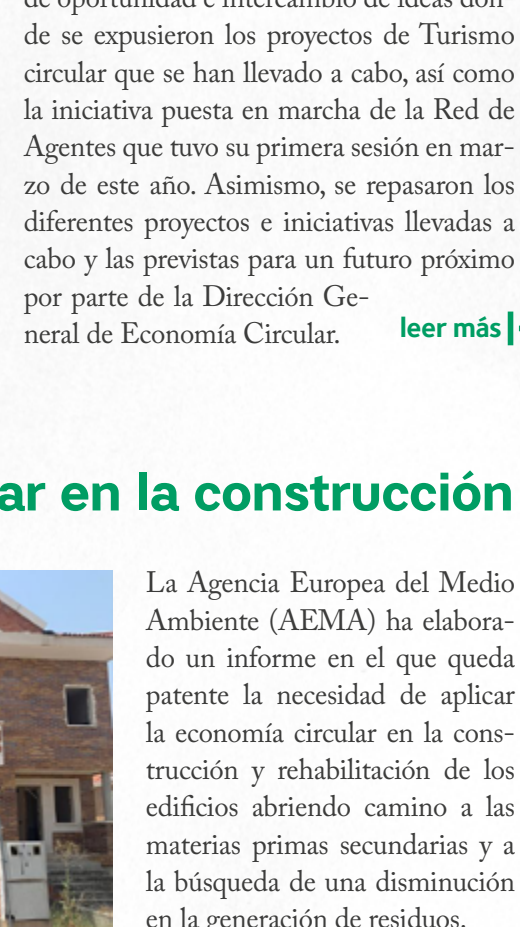 de oportunidad e intercambio de ideas don-
de se expusieron los proyectos de Turismo
circular que se han llevado a cabo, así como
la iniciativa puesta en marcha de la Red de
Agentes que tuvo su primera sesión en mar-
zo de este año. Asimismo, se repasaron los
diferentes proyectos e iniciativas llevadas a
cabo y las previstas para un futuro próximo
por parte de la Dirección Ge-
neral de Economía Circular.
leer más
ar en la construcción
La Agencia Europea del Medio
Ambiente (AEMA) ha elabora-
do un informe en el que queda
patente la necesidad de aplicar
la economía circular en la cons-
trucción y rehabilitación de los
edificios abriendo camino a las
materias primas secundarias y a
la búsqueda de una disminución
en la generación de residuos.